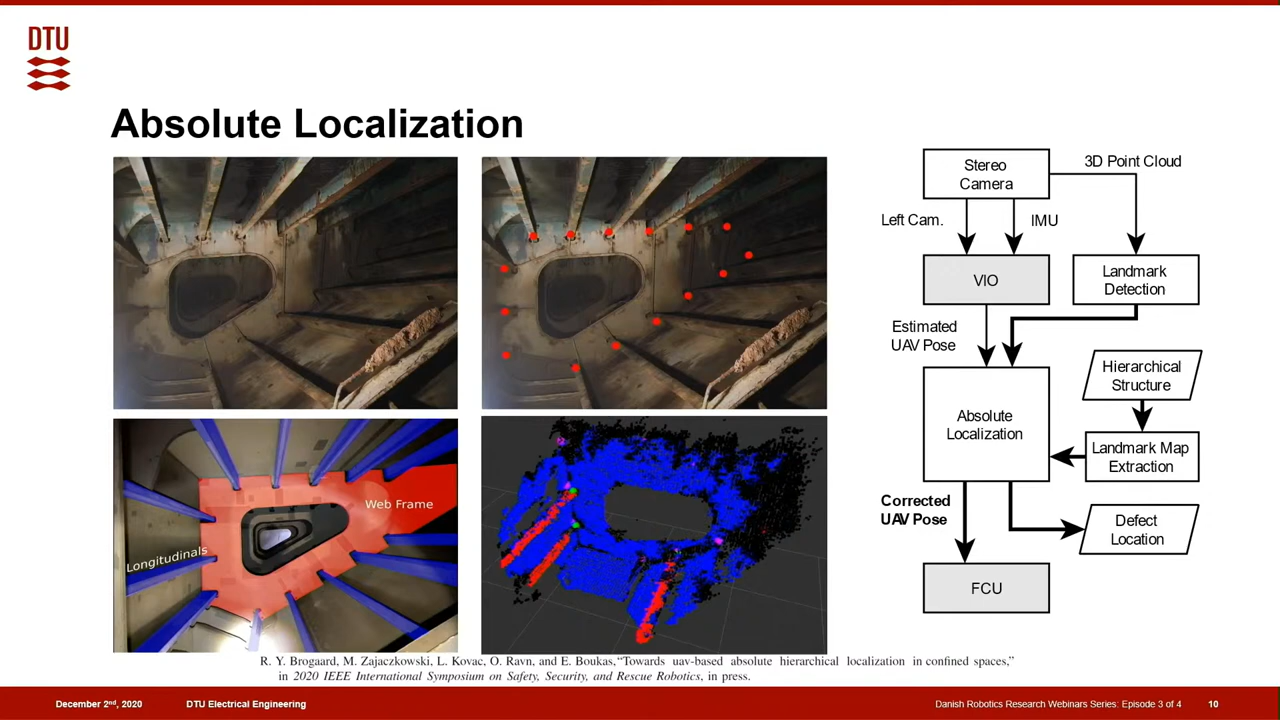 DTU
Absolute Localization
Web Frame
Longitudinals
Stereo
Camera
3D Point Cloud
Left Cam.
IMU
VIO
Landmark
Detection
Estimated
UAV Pose
Hierarchical
Structure
Absolute
Localization
Landmark Map
Extraction
Corrected
UAV Pose
Defect
Location
FCU
R. Y. Brogaard, M. Zajaczkowski, L. Kovac, O. Ravn, and E. Boukas,“Towards uav-based absolute hierarchical localization in confined spaces,”
in 2020 IEEE International Symposium on Safety, Security, and Rescue Robotics, in press.
December 2nd, 2020 DTU Electrical Engineering Danish Robotics Research Webinars Series: Episode 3 of 4 10